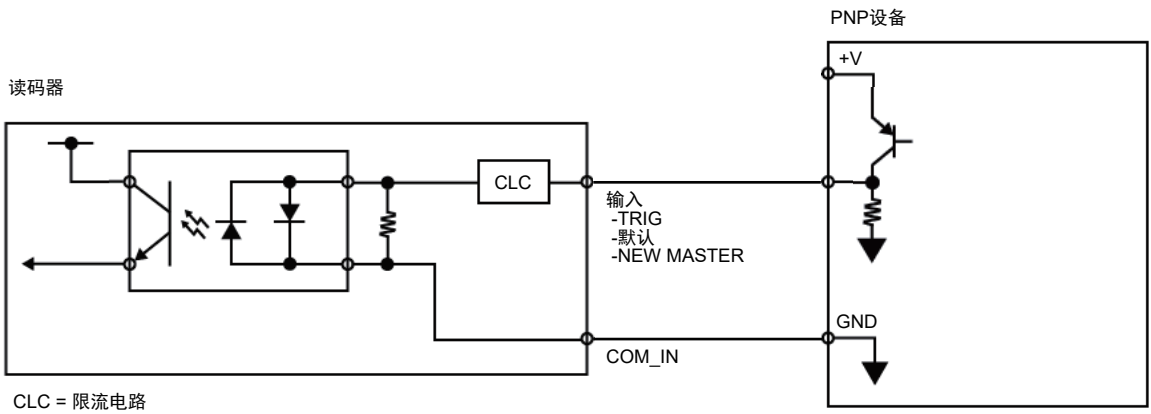 PNP设备
+V
读码器
CLC
输入
-TRIG
-默认
-NEW MASTER
GND
COM_IN
CLC = 限流电路